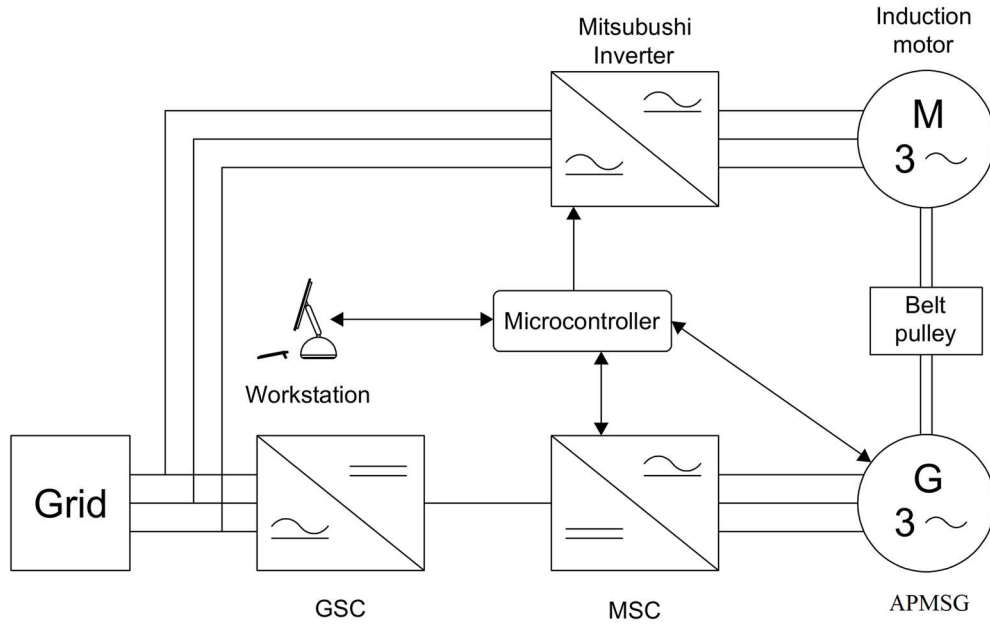 Mitsubushi
Inverter
Induction
motor
M
3
Microcontroller
Belt
pulley
Workstation
Grid
G
3
GSC
MSC
APMSG